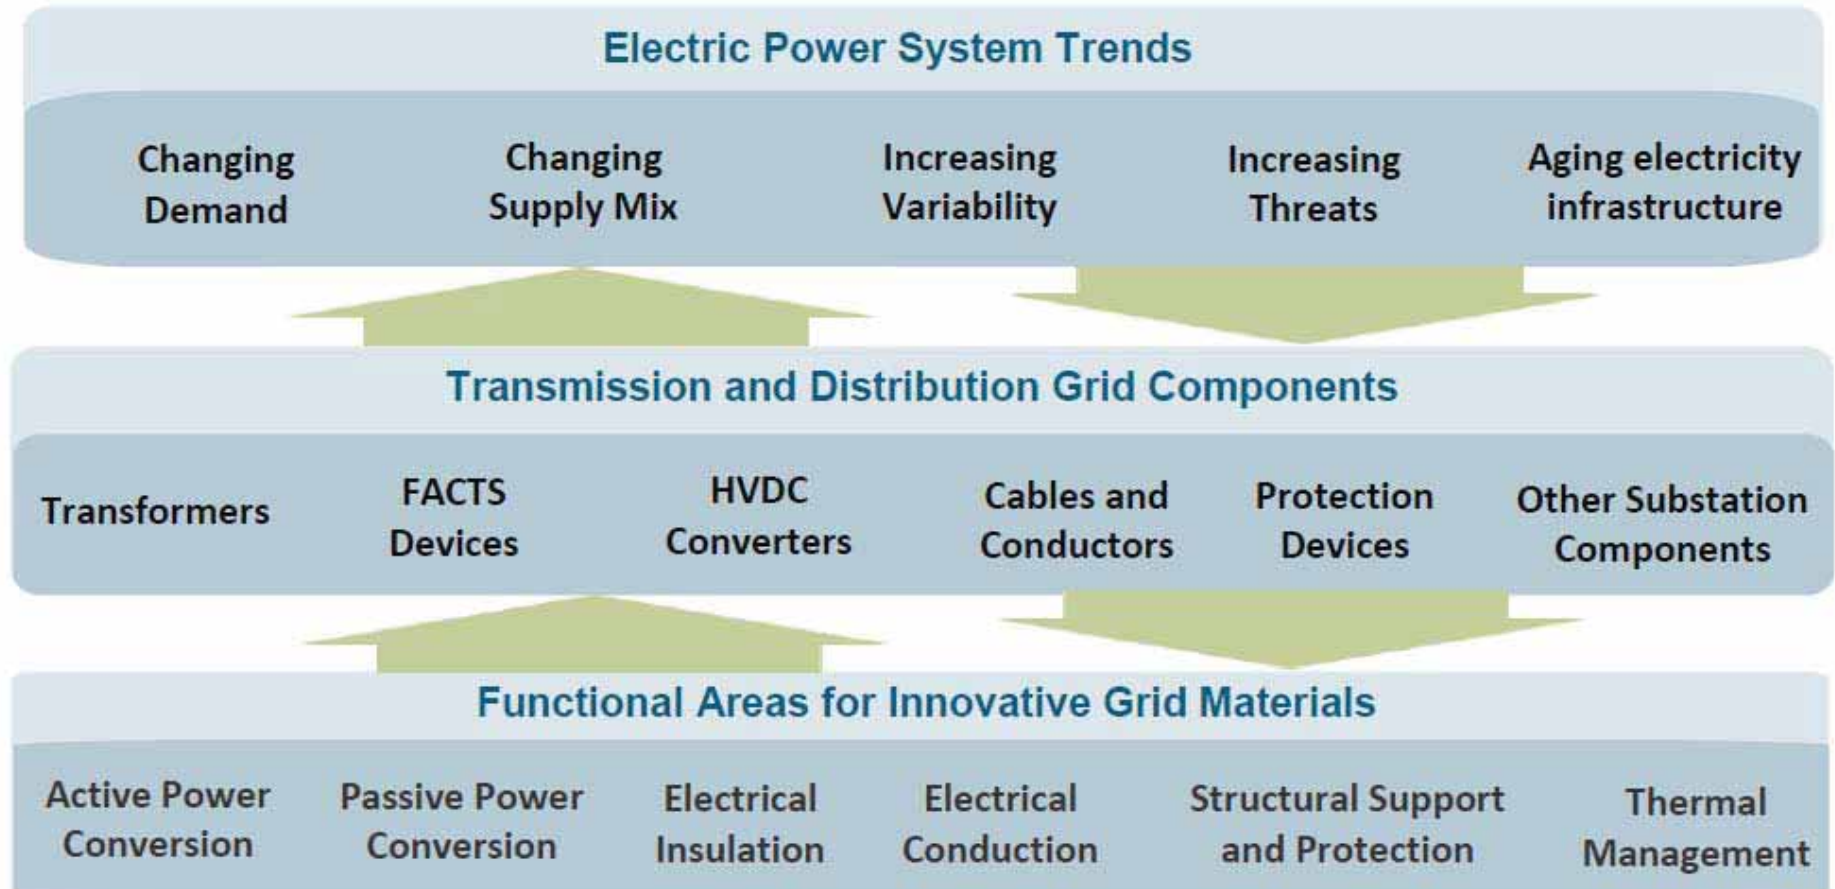 Electric Power System Trends
Changing
Demand
Changing
Supply Mix
Increasing
Variability
Increasing
Threats
Aging electricity
infrastructure
Transmission and Distribution Grid Components
Transformers
FACTS
Devices
HVDC
Converters
Cables and
Conductors
Protection
Devices
Other Substation
Components
Functional Areas for Innovative Grid Materials
Active Power
Conversion
Passive Power
Conversion
Electrical
Insulation
Electrical
Conduction
Structural Support
and Protection
Thermal
Management